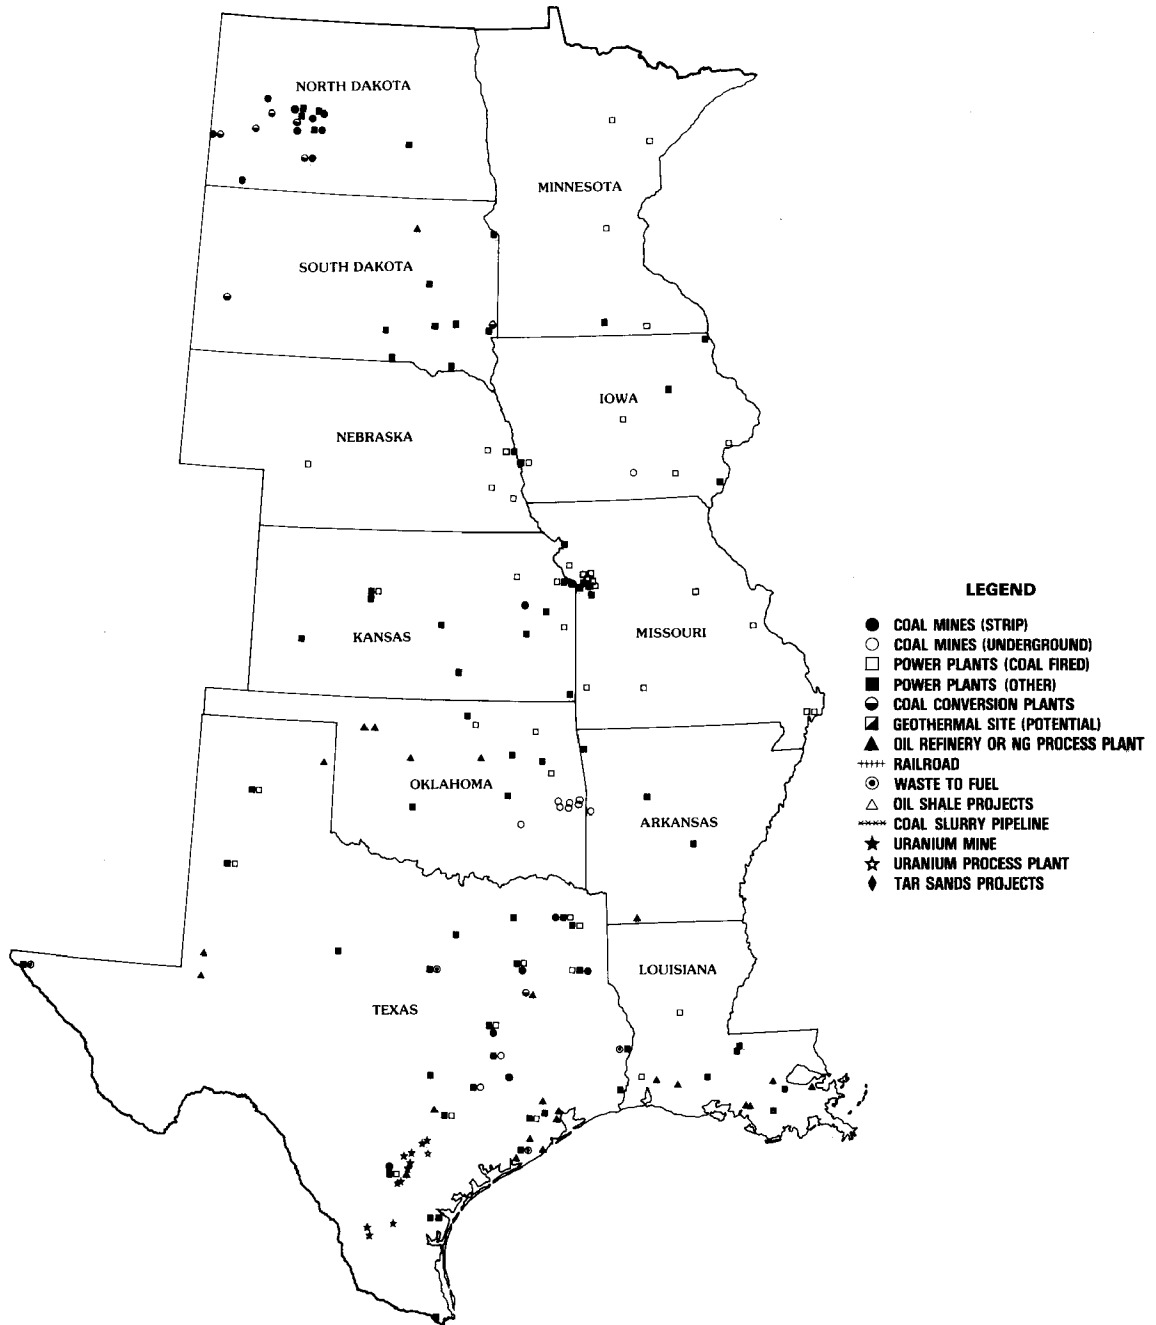 NORTH DAKOTA
MINNESOTA
SOUTH DAKOTA
IOWA
NEBRASKA
KANSAS
MISSOURI
OKLAHOMA
ARKANSAS
LOUISIANA
TEXAS
LEGEND
COAL MINES (STRIP)
COAL MINES (UNDERGROUND)
POWER PLANTS (COAL FIRED)
POWER PLANTS (OTHER)
COAL CONVERSION PLANTS
GEOTHERMAL SITE (POTENTIAL)
OIL REFINERY OR NG PROCESS PLANT
RAILROAD
WASTE TO FUEL
OIL SHALE PROJECTS
COAL SLURRY PIPELINE
URANIUM MINE
URANIUM PROCESS PLANT
TAR SANDS PROJECTS